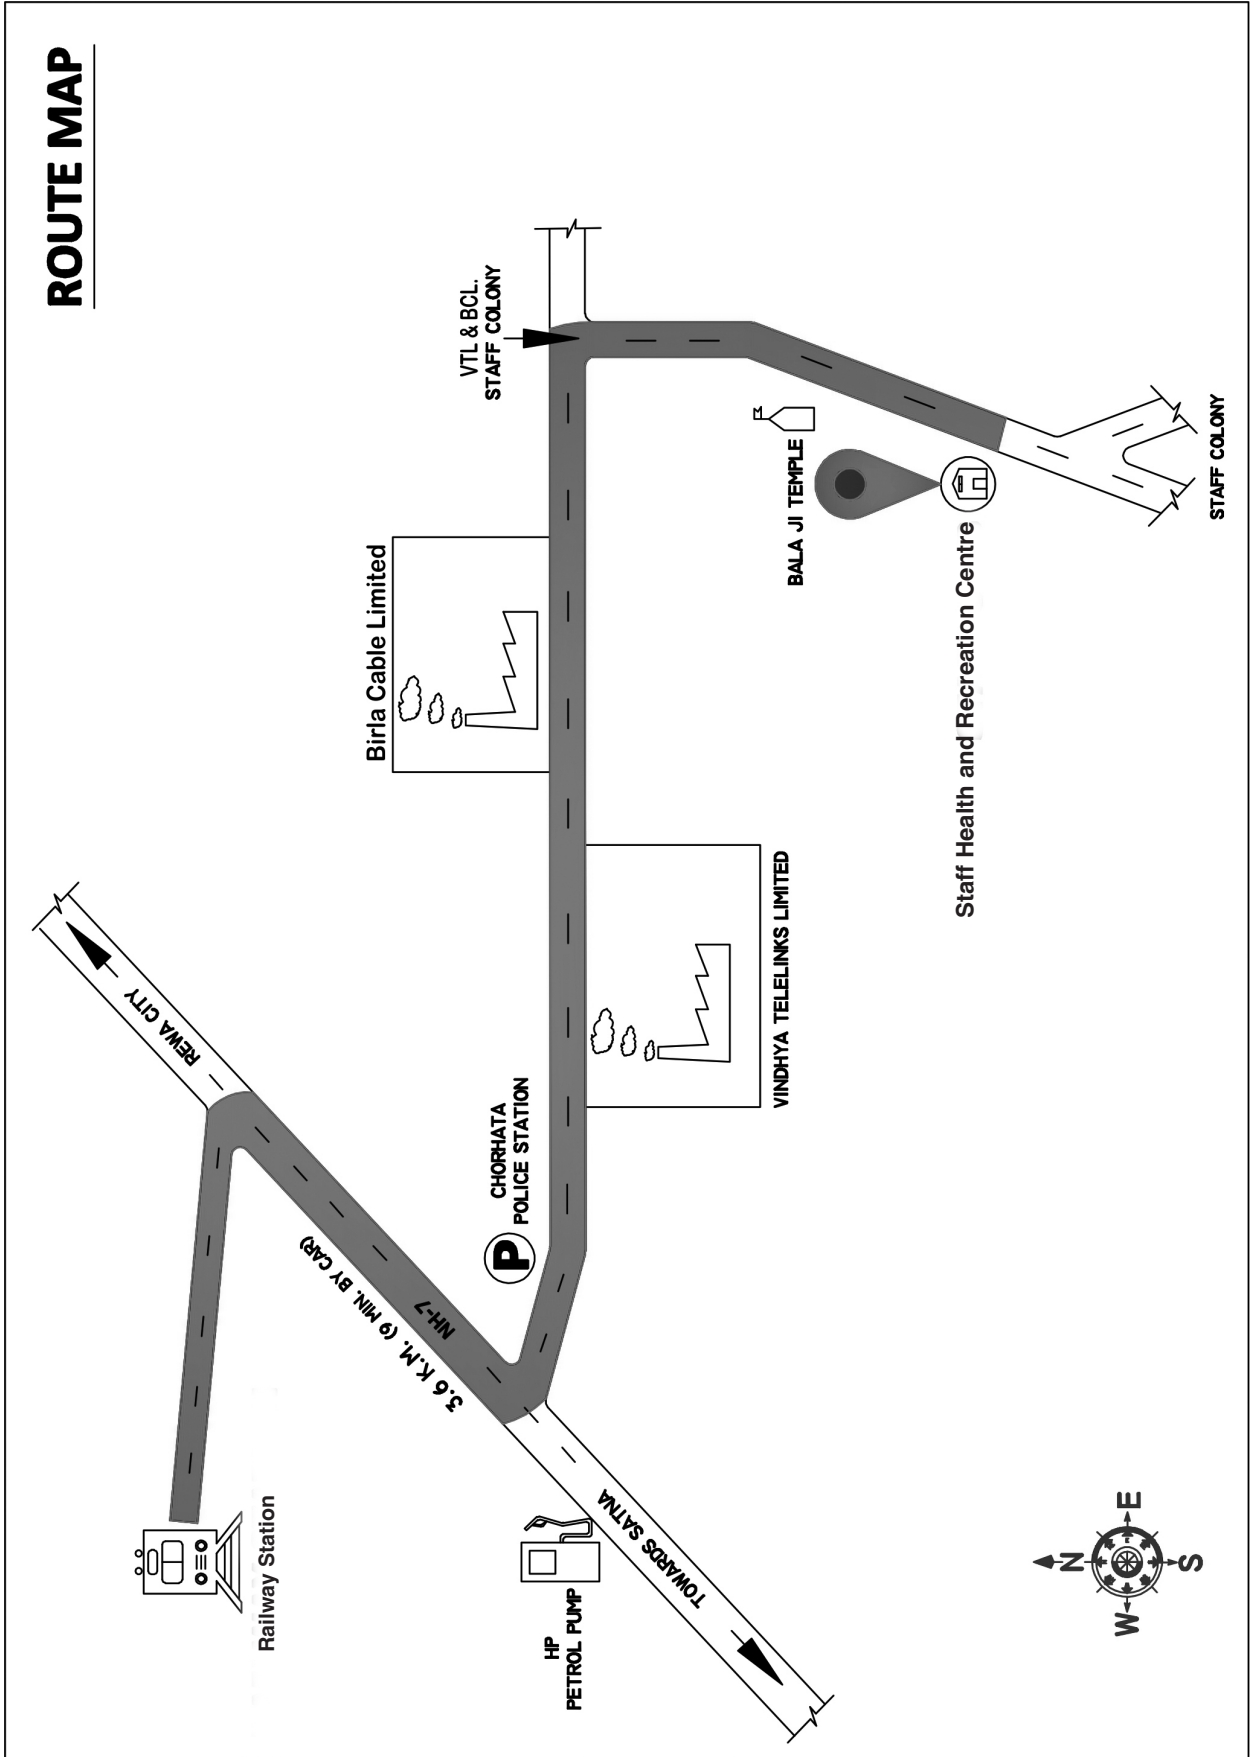 ROUTE MAP
REWA CITY
Railway Station
3.6 K.M. (9 MIN. BY CAR)
NH-7
Birla Cable Limited
VTL & BCL.
STAFF COLONY
P
CHORHATA
POLICE STATION
HP
PETROL PUMP
TOWARDS SATNA
VINDHYA TELELINKS LIMITED
BALA JI TEMPLE
Staff Health and Recreation Centre
STAFF COLONY
N
W
E
S